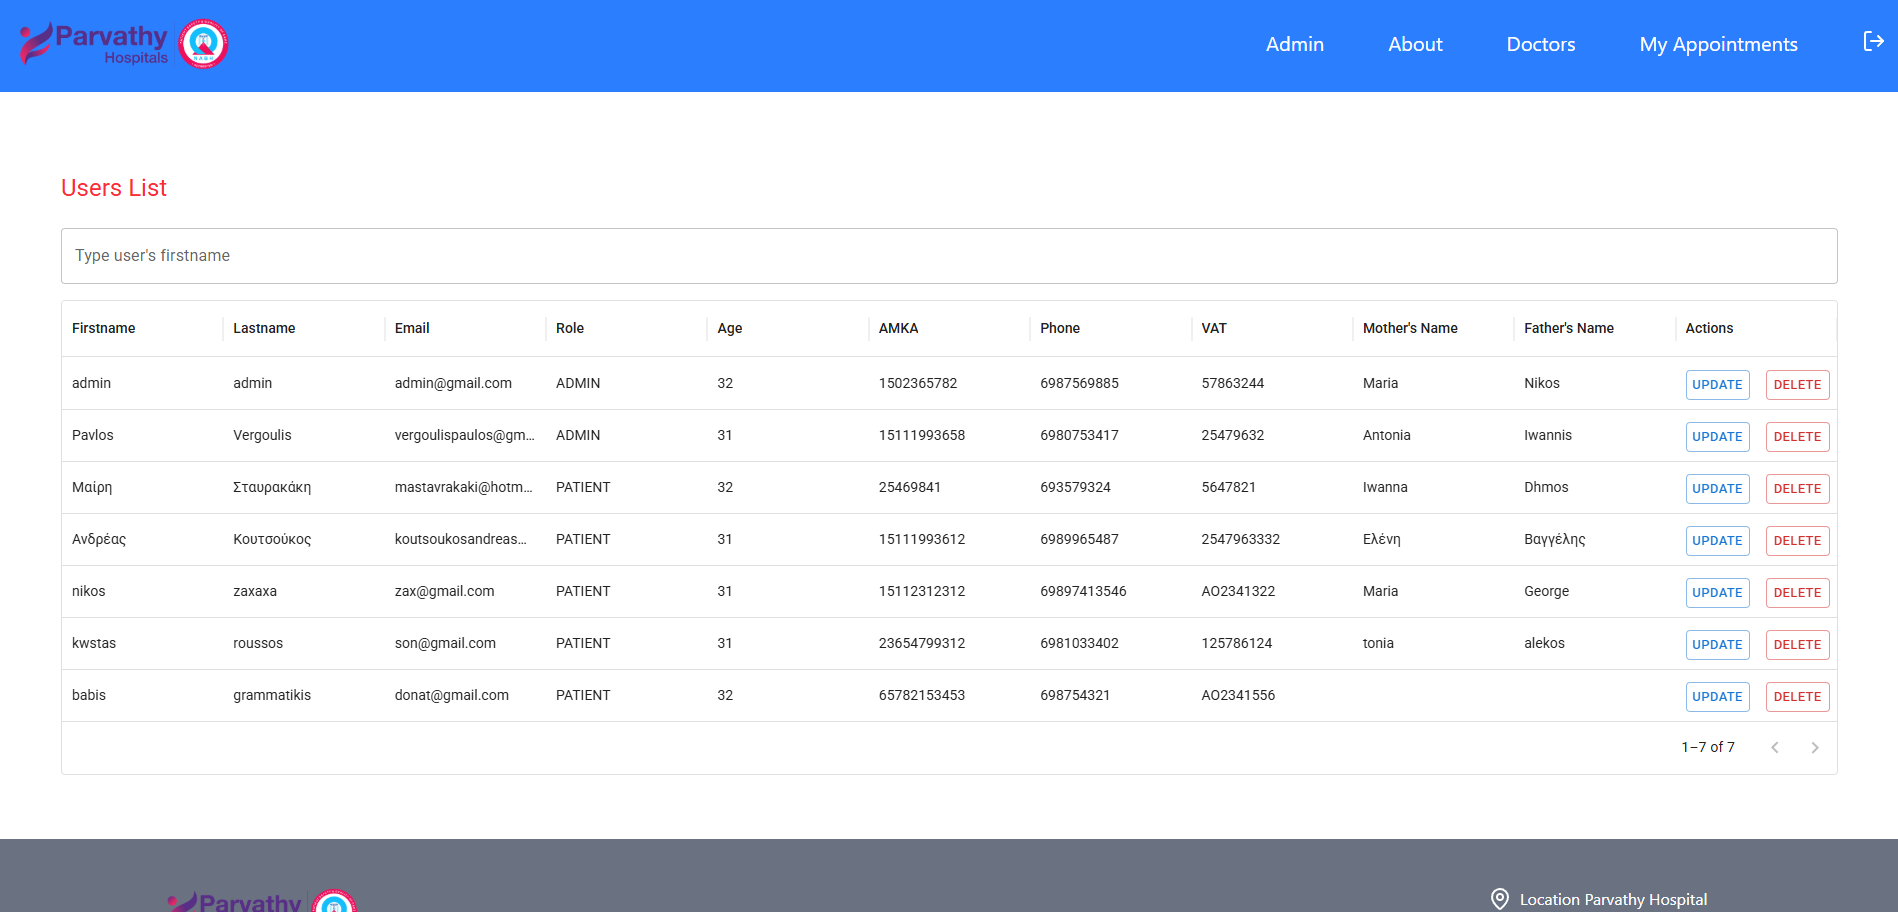 Parvathy
Hospitals
Admin About Doctors My Appointments
Users List
Type user's firstname
Firstname Lastname Email Role Age AMKA Phone VAT Mother's Name Father's Name Actions
admin admin admin@gmail.com ADMIN 32 1502365782 6987569885 57863244 Maria Nikos UPDATE DELETE
Pavlos Vergoulis vergoulispaulos@gm... ADMIN 31 15111993658 6980753417 25479632 Antonia Iwannis UPDATE DELETE
Μαίρη Σταυρακάκη mastavrakaki@hotm... PATIENT 32 25469841 693579324 5647821 Iwanna Dhmos UPDATE DELETE
Ανδρέας Κουτσούκος koutsoukosandreas... PATIENT 31 15111993612 6989965487 2547963332 Ελένη Βαγγέλης UPDATE DELETE
nikos zaxaxa zax@gmail.com PATIENT 31 15112312312 69897413546 AO2341322 Maria George UPDATE DELETE
kwstas roussos son@gmail.com PATIENT 31 23654799312 6981033402 125786124 tonia alekos UPDATE DELETE
babis grammatikis donat@gmail.com PATIENT 32 65782153453 698754321 AO2341556 UPDATE DELETE
1–7 of 7
Parvathy
Location Parvathy Hospital